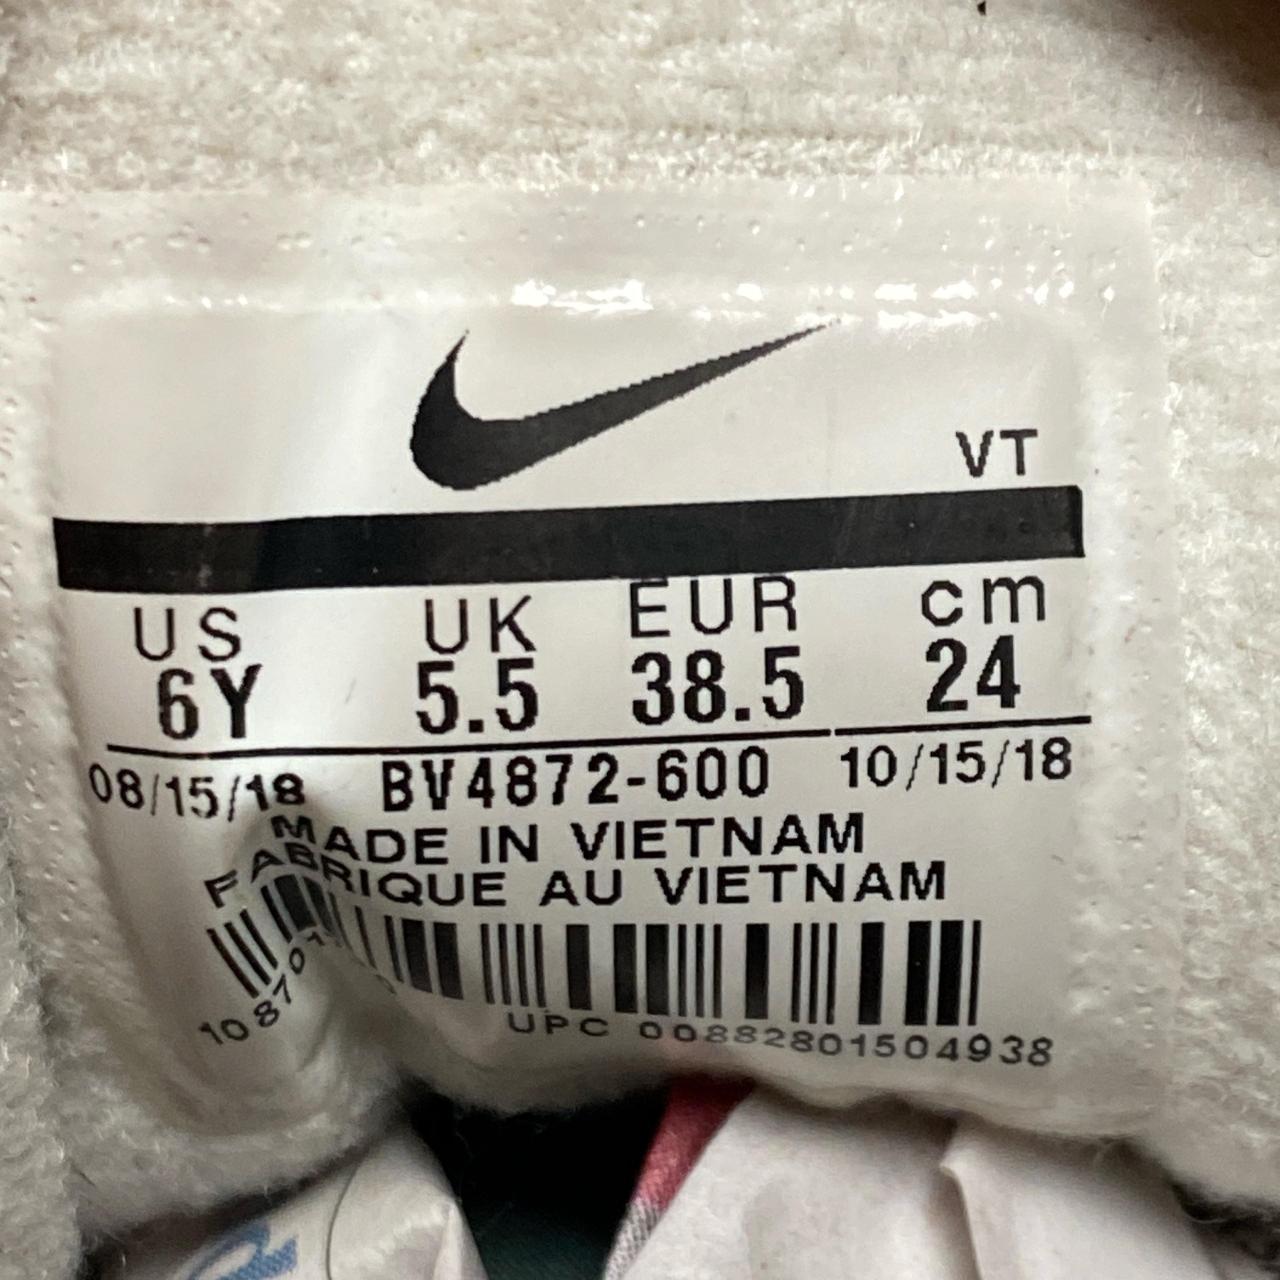 VT
US UK EUR cm
6Y 5.5 38.5 24
08/15/18 BV4872-600 10/15/18
MADE IN VIETNAM
FABRIQUE AU VIETNAM
UPC 00882801504938